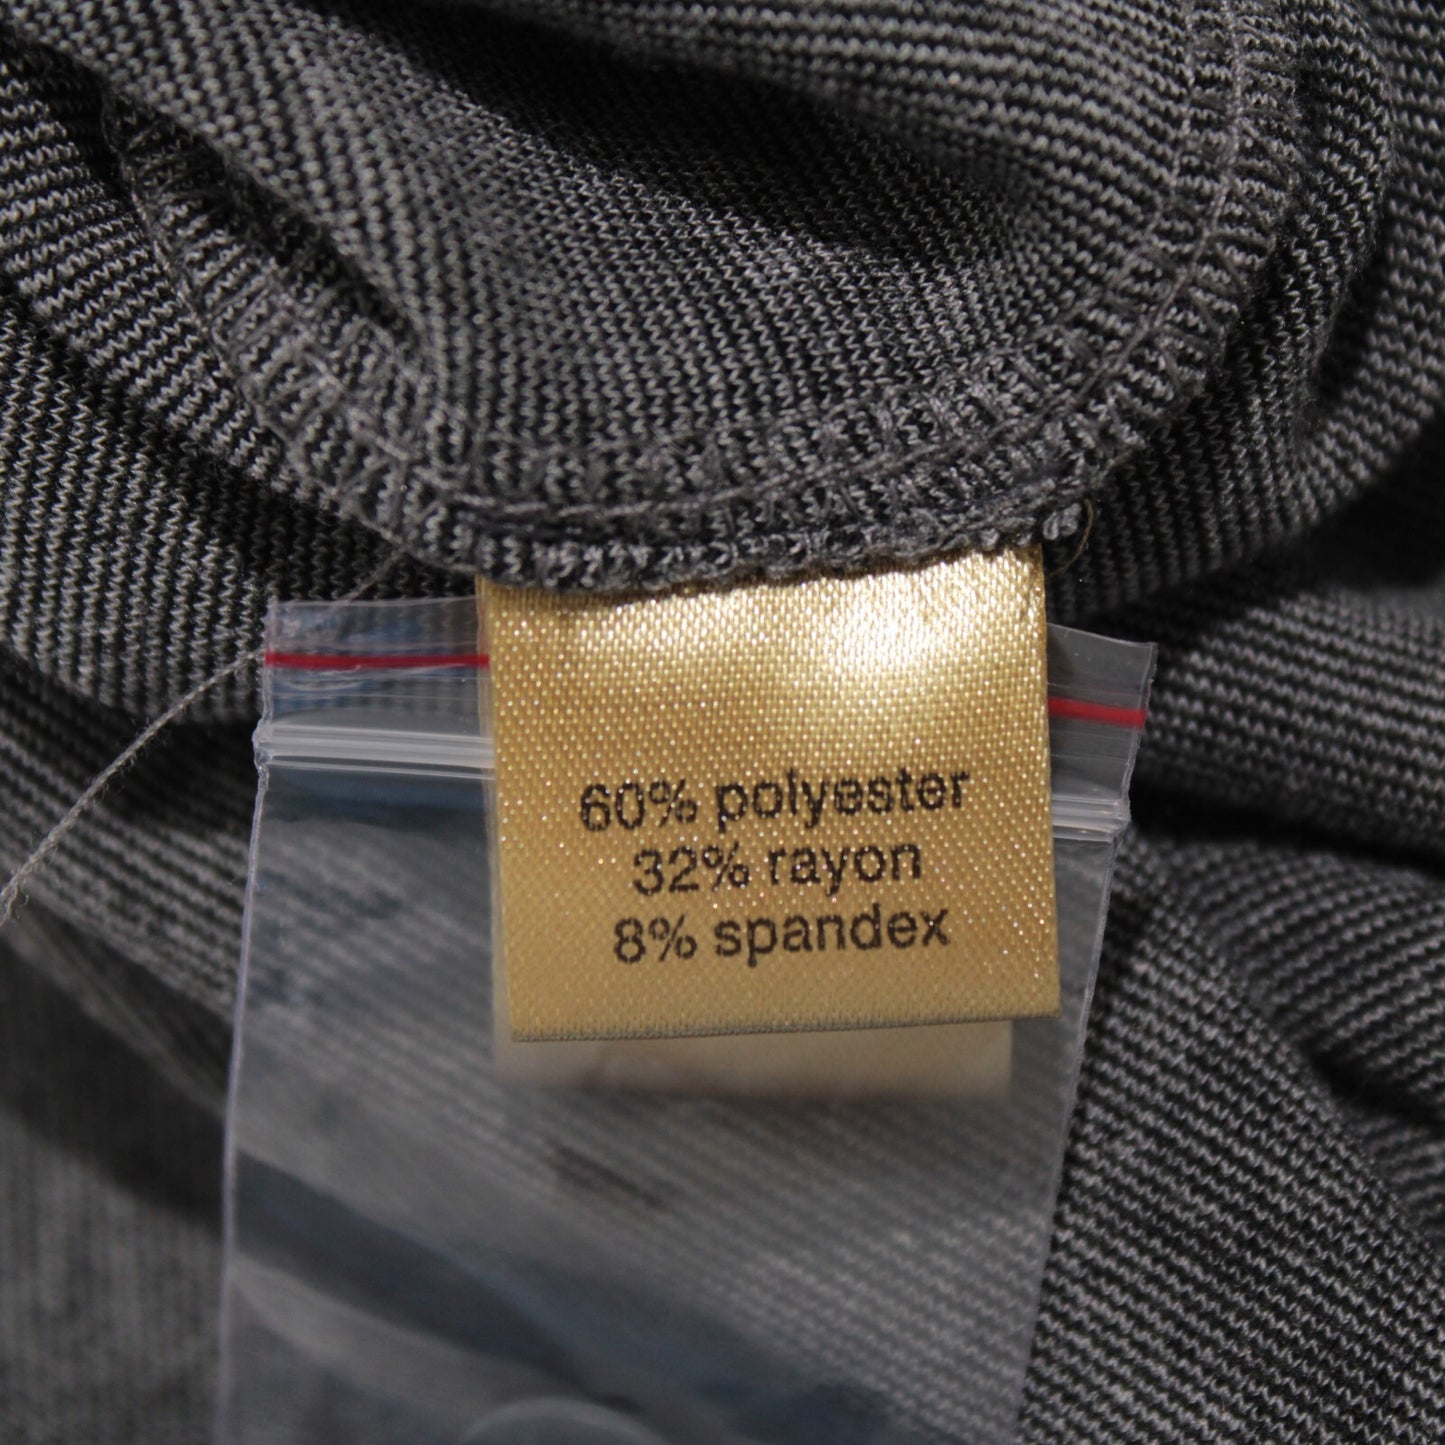 60% polyester
32% rayon
8% spandex